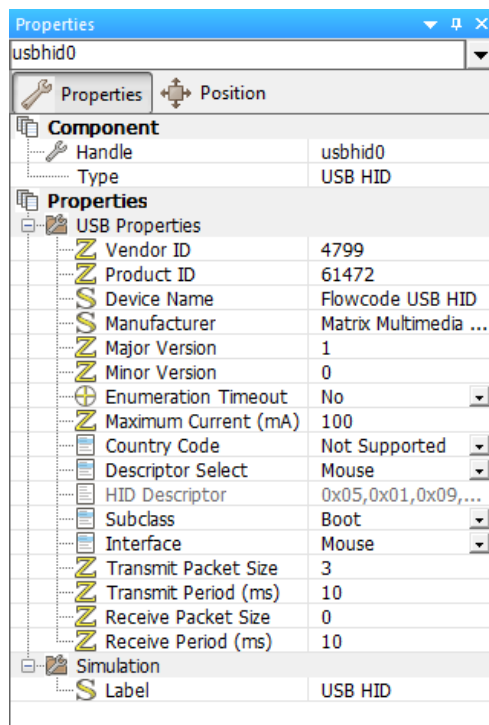 Properties
usbhid0
Properties Position
Component
Handle usbhid0
Type USB HID
Properties
USB Properties
Vendor ID 4799
Product ID 61472
Device Name Flowcode USB HID
Manufacturer Matrix Multimedia ...
Major Version 1
Minor Version 0
Enumeration Timeout No
Maximum Current (mA) 100
Country Code Not Supported
Descriptor Select Mouse
HID Descriptor 0x05,0x01,0x09,...
Subclass Boot
Interface Mouse
Transmit Packet Size 3
Transmit Period (ms) 10
Receive Packet Size 0
Receive Period (ms) 10
Simulation
Label USB HID